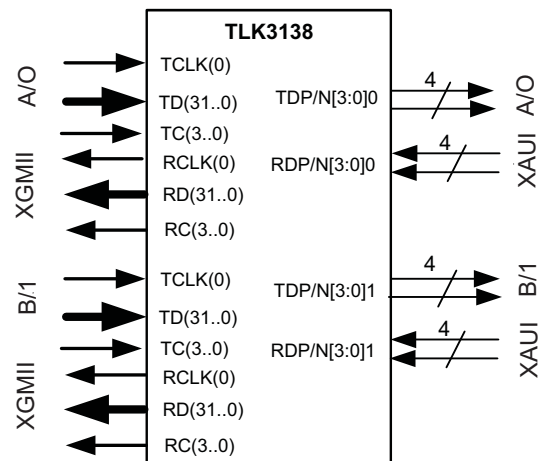 TLK3138
A/O
XGMII
B/1
XGMII
TCLK(0)
TD(31..0)
TC(3..0)
RCLK(0)
RD(31..0)
RC(3..0)
TCLK(0)
TD(31..0)
TC(3..0)
RCLK(0)
RD(31..0)
RC(3..0)
TDP/N[3:0]0
RDP/N[3:0]0
TDP/N[3:0]1
RDP/N[3:0]1
4
4
4
4
A/O
XAUI
B/1
XAUI